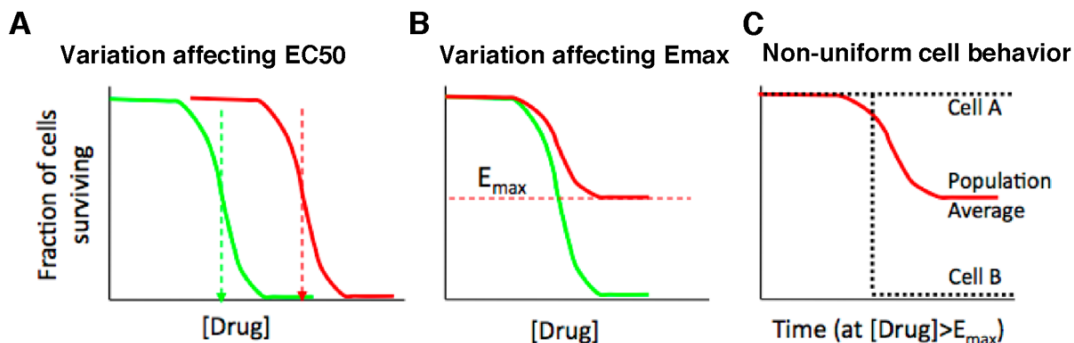 A
Variation affecting EC50
Fraction of cells
surviving
[Drug]
B
Variation affecting Emax
Emax
[Drug]
C
Non-uniform cell behavior
Cell A
Population
Average
Cell B
Time (at [Drug]>Emax)